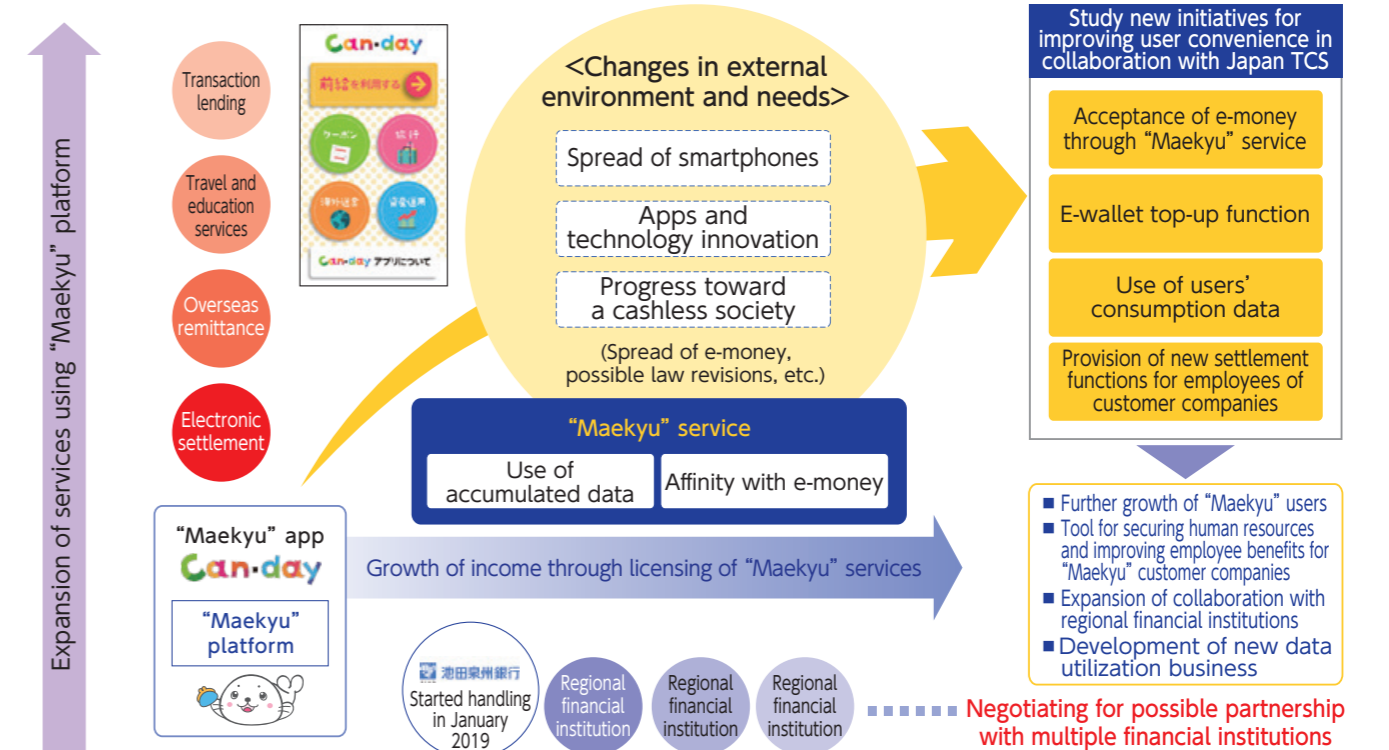 Expansion of services using “Maekyu” platform
Transaction
lending
Travel and
education
services
Overseas
remittance
Electronic
settlement
Can·day
前給を利用する
クーポン
旅行
海外送金
資産運用
Can·day アプリについて
<Changes in external
environment and needs>
Spread of smartphones
Apps and
technology innovation
Progress toward
a cashless society
(Spread of e-money,
possible law revisions, etc.)
“Maekyu” service
Use of
accumulated data
Affinity with e-money
“Maekyu” app
Can·day
“Maekyu”
platform
Growth of income through licensing of “Maekyu” services
池田泉州銀行
Started handling
in January
2019
Regional
financial
institution
Regional
financial
institution
Regional
financial
institution
Study new initiatives for
improving user convenience in
collaboration with Japan TCS
Acceptance of e-money
through “Maekyu” service
E-wallet top-up function
Use of users’
consumption data
Provision of new settlement
functions for employees of
customer companies
■ Further growth of “Maekyu” users
■ Tool for securing human resources
and improving employee benefits for
“Maekyu” customer companies
■ Expansion of collaboration with
regional financial institutions
■ Development of new data
utilization business
Negotiating for possible partnership
with multiple financial institutions